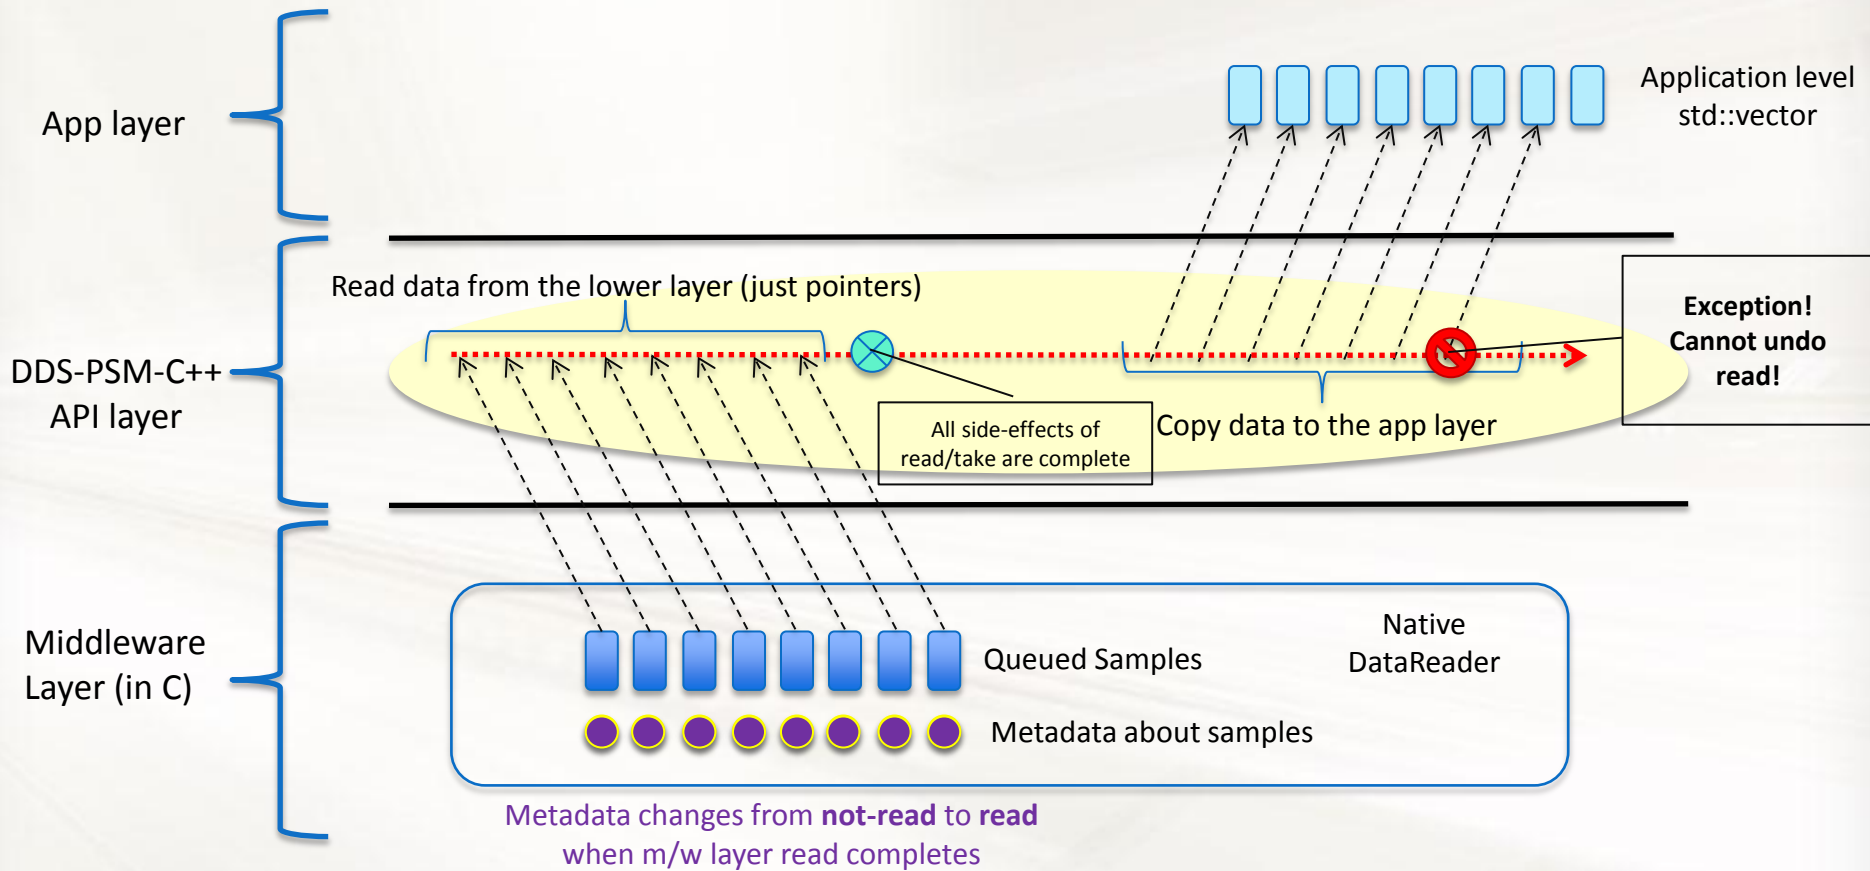 App layer
Application level
std::vector
DDS-PSM-C++
API layer
Read data from the lower layer (just pointers)
All side-effects of
read/take are complete
Copy data to the app layer
Exception!
Cannot undo
read!
Middleware
Layer (in C)
Queued Samples
Native
DataReader
Metadata about samples
Metadata changes from not-read to read
when m/w layer read completes